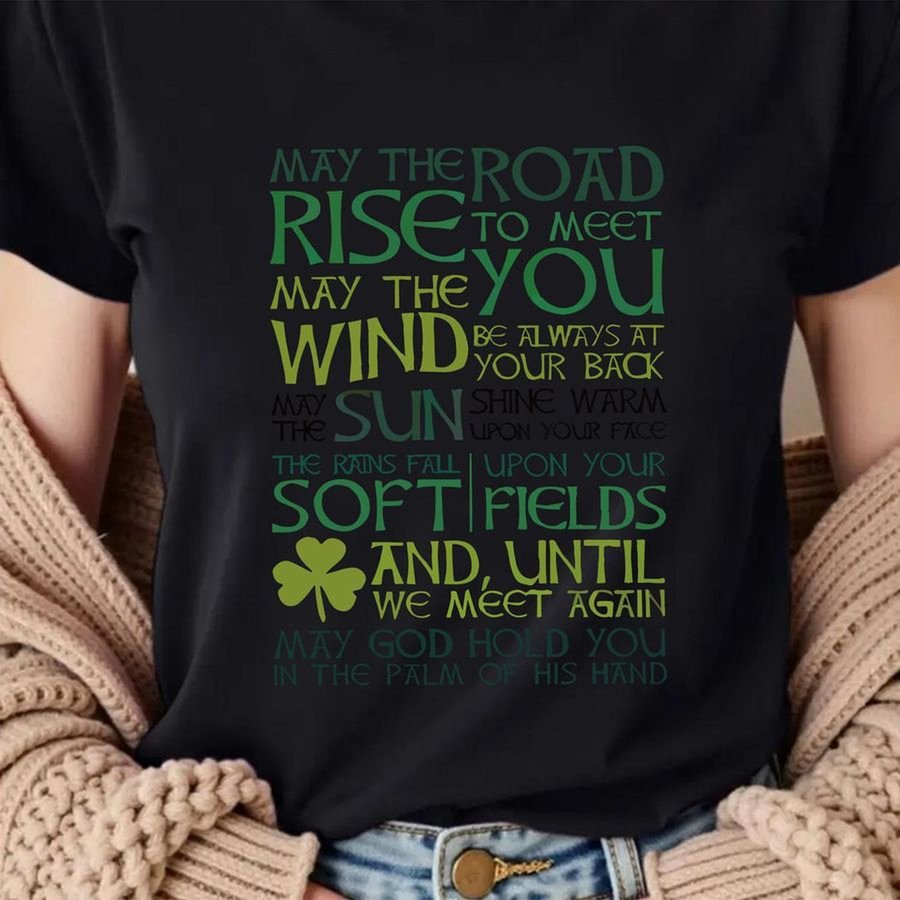 MAY THE ROAD
RISE TO MEET
YOU
MAY THE
WIND BE ALWAYS AT
YOUR BACK
MAY THE SUN SHINE WARM
UPON YOUR FACE
THE RAINS FALL
SOFT
UPON YOUR
FIELDS
AND, UNTIL
WE MEET AGAIN
MAY GOD HOLD YOU
IN THE PALM OF HIS HAND